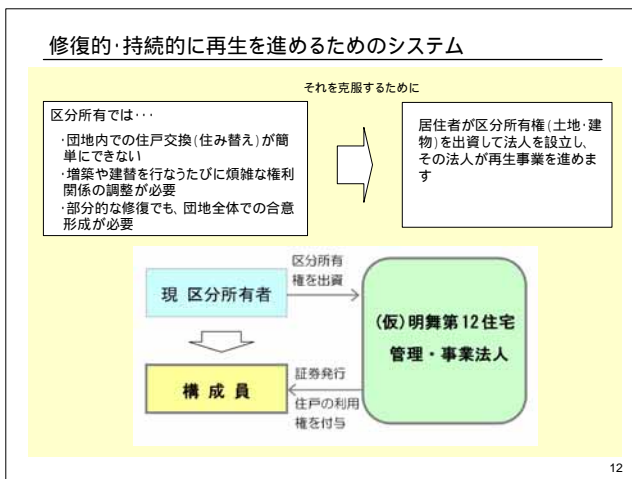 修復的･持続的に再生を進めるためのシステム
それを克服するために
区分所有では･･･
･団地内での住戸交換(住み替え)が簡
単にできない
･増築や建替を行なうたびに煩雑な権利
関係の調整が必要
･部分的な修復でも、団地全体での合意
形成が必要
居住者が区分所有権(土地･建
物)を出資して法人を設立し、
その法人が再生事業を進めま
す
現 区分所有者
区分所有
権を出資
(仮)明舞第12住宅
管理・事業法人
構成員
証券発行
住戸の利用
権を付与
12